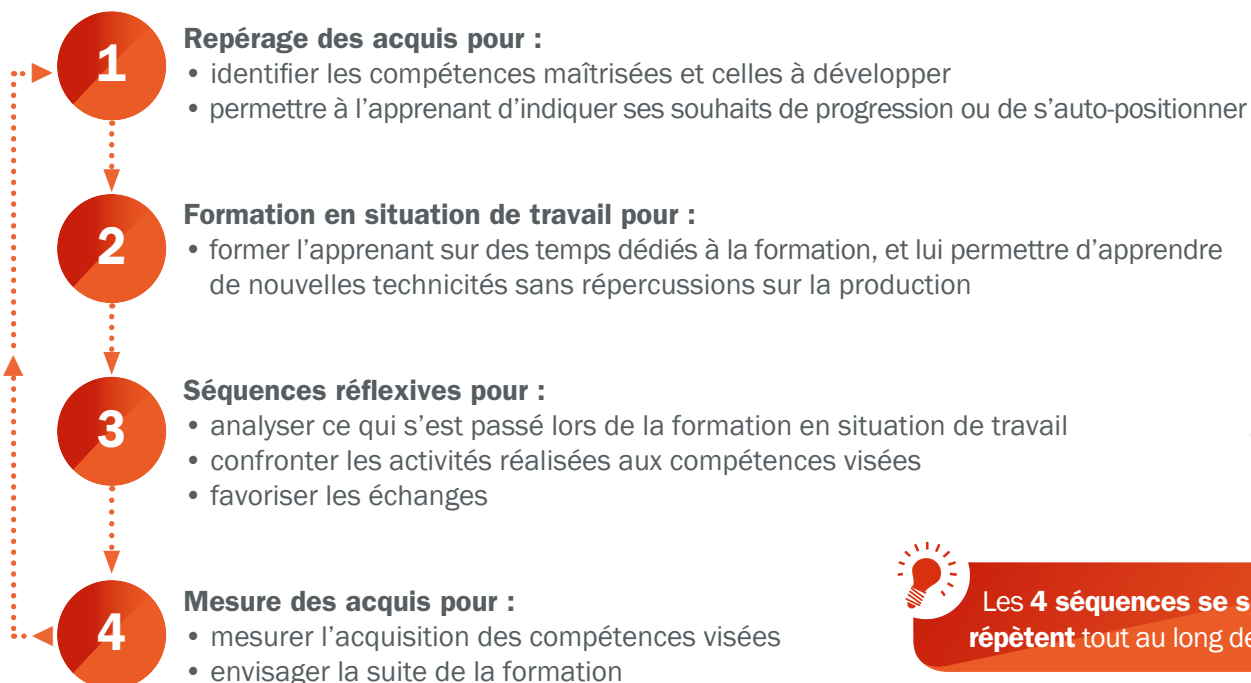 1
Repérage des acquis pour :
• identifier les compétences maîtrisées et celles à développer
• permettre à l’apprenant d’indiquer ses souhaits de progression ou de s’auto-positionner
2
Formation en situation de travail pour :
• former l’apprenant sur des temps dédiés à la formation, et lui permettre d’apprendre
de nouvelles technicités sans répercussions sur la production
3
Séquences réflexives pour :
• analyser ce qui s’est passé lors de la formation en situation de travail
• confronter les activités réalisées aux compétences visées
• favoriser les échanges
4
Mesure des acquis pour :
• mesurer l’acquisition des compétences visées
• envisager la suite de la formation
Les 4 séquences se s
répètent tout au long de